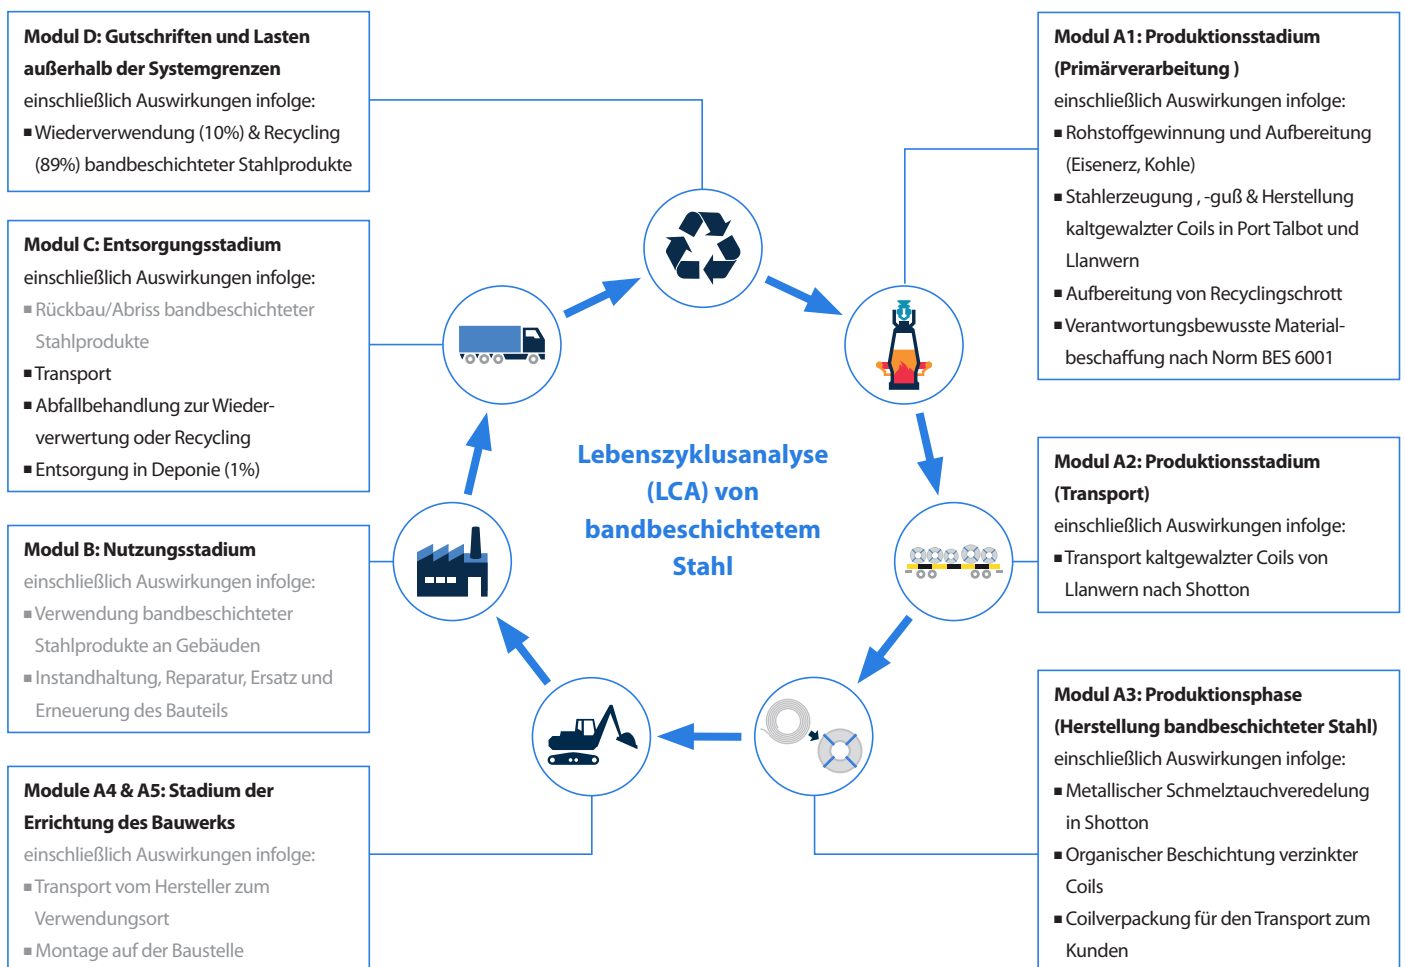 Modul D: Gutschriften und Lasten
außerhalb der Systemgrenzen
einschließlich Auswirkungen infolge:
▪ Wiederverwendung (10%) & Recycling
(89%) bandbeschichteter Stahlprodukte
Modul C: Entsorgungsstadium
einschließlich Auswirkungen infolge:
▪ Rückbau/Abriss bandbeschichteter
Stahlprodukte
▪ Transport
▪ Abfallbehandlung zur Wieder-
verwertung oder Recycling
▪ Entsorgung in Deponie (1%)
Modul B: Nutzungsstadium
einschließlich Auswirkungen infolge:
▪ Verwendung bandbeschichteter
Stahlprodukte an Gebäuden
▪ Instandhaltung, Reparatur, Ersatz und
Erneuerung des Bauteils
Module A4 & A5: Stadium der
Errichtung des Bauwerks
einschließlich Auswirkungen infolge:
▪ Transport vom Hersteller zum
Verwendungsort
▪ Montage auf der Baustelle
Lebenszyklusanalyse
(LCA) von
bandbeschichtetem
Stahl
Modul A1: Produktionsstadium
(Primärverarbeitung )
einschließlich Auswirkungen infolge:
▪ Rohstoffgewinnung und Aufbereitung
(Eisenerz, Kohle)
▪ Stahlerzeugung , -guß & Herstellung
kaltgewalzter Coils in Port Talbot und
Llanwern
▪ Aufbereitung von Recyclingschrott
▪ Verantwortungsbewusste Material-
beschaffung nach Norm BES 6001
Modul A2: Produktionsstadium
(Transport)
einschließlich Auswirkungen infolge:
▪ Transport kaltgewalzter Coils von
Llanwern nach Shotton
Modul A3: Produktionsphase
(Herstellung bandbeschichteter Stahl)
einschließlich Auswirkungen infolge:
▪ Metallischer Schmelztauchveredelung
in Shotton
▪ Organischer Beschichtung verzinkter
Coils
▪ Coilverpackung für den Transport zum
Kunden